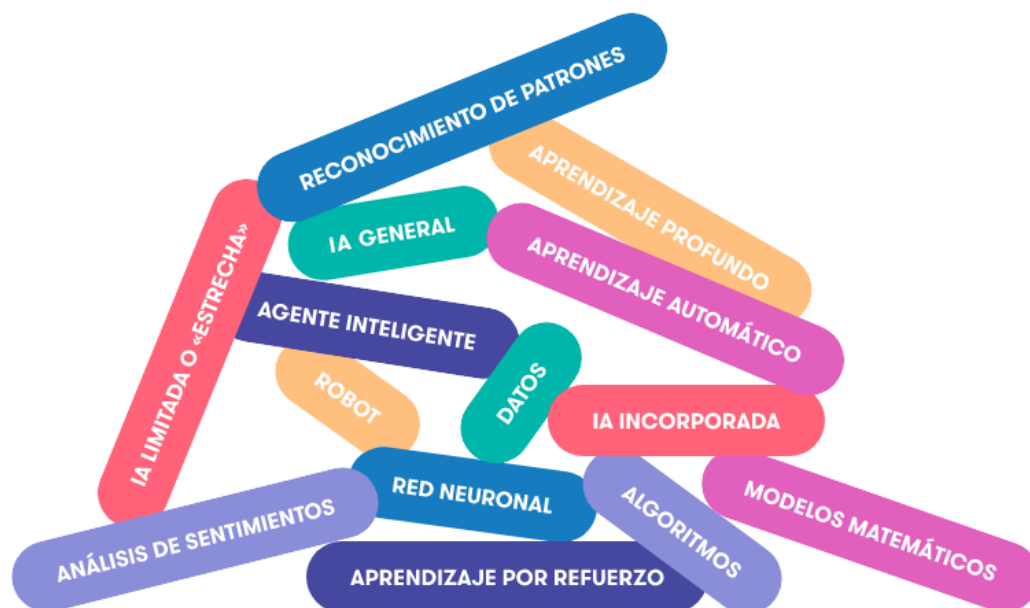 RECONOCIMIENTO DE PATRONES
APRENDIZAJE PROFUNDO
IA GENERAL
IA LIMITADA O «ESTRECHA»
APRENDIZAJE AUTOMÁTICO
AGENTE INTELIGENTE
ROBOT
DATOS
IA INCORPORADA
RED NEURONAL
ALGORITMOS
MODELOS MATEMÁTICOS
ANÁLISIS DE SENTIMIENTOS
APRENDIZAJE POR REFUERZO